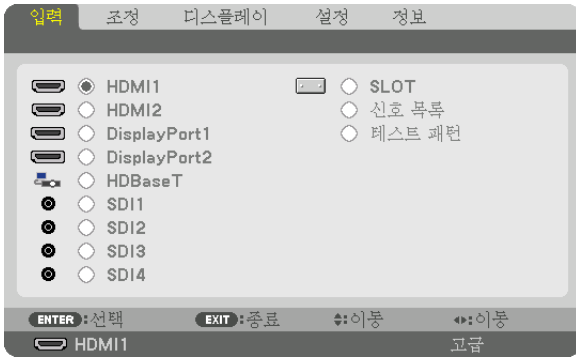 입력 조정 디스플레이 설정 정보
HDMI1 SLOT
HDMI2 신호 목록
DisplayPort1 테스트 패턴
DisplayPort2
HDBaseT
SDI1
SDI2
SDI3
SDI4
ENTER :선택 EXIT :종료 :이동 :이동
HDMI1 고급